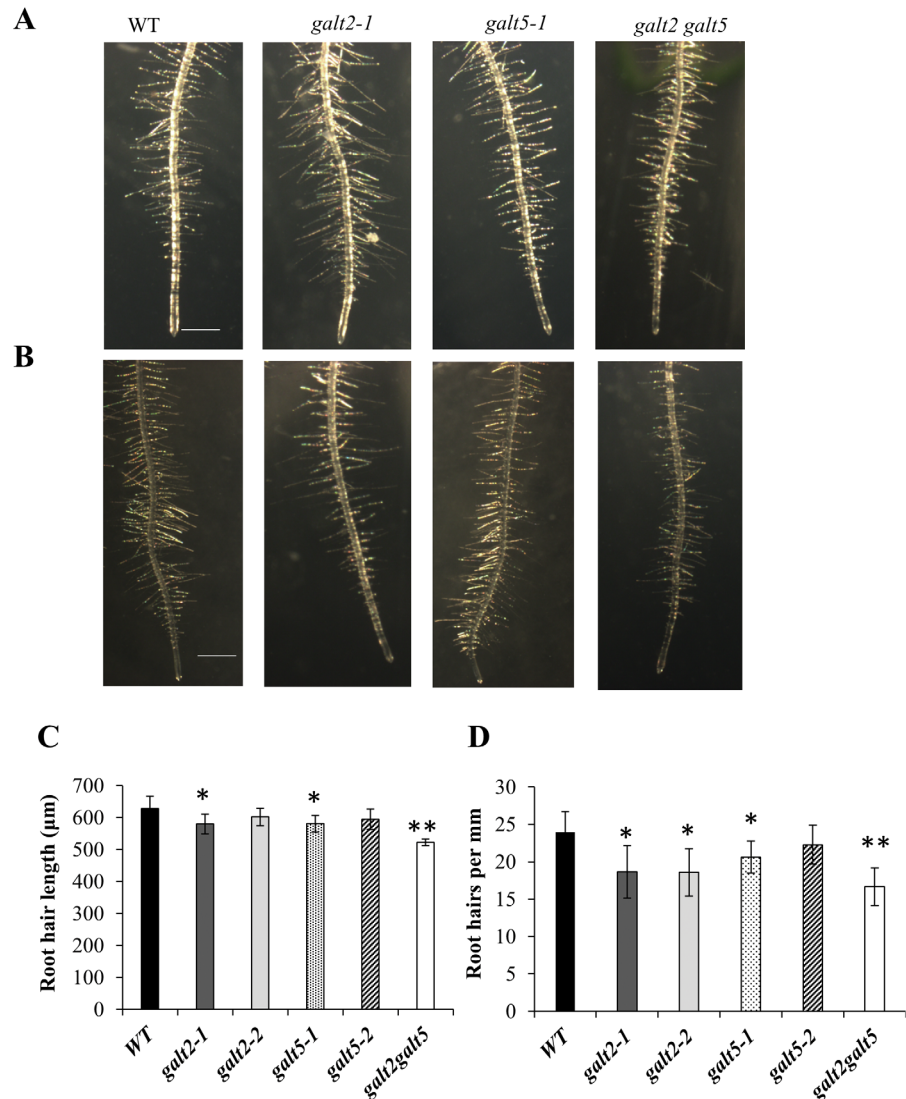 A
WT galt2-1 galt5-1 galt2 galt5
B
C
Root hair length (µm)
700
600
500
400
300
200
100
0
* * **
WT galt2-1 galt2-2 galt5-1 galt5-2 galt2galt5
D
Root hairs per mm
30
25
20
15
10
5
0
* * * **
WT galt2-1 galt2-2 galt5-1 galt5-2 galt2galt5